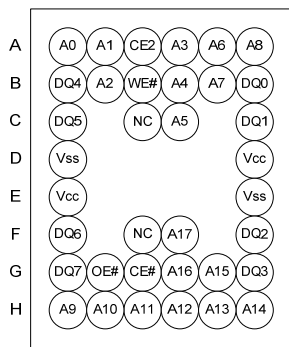 A A0 A1 CE2 A3 A6 A8
B DQ4 A2 WE# A4 A7 DQ0
C DQ5 NC A5 DQ1
D Vss Vcc
E Vcc Vss
F DQ6 NC A17 DQ2
G DQ7 OE# CE# A16 A15 DQ3
H A9 A10 A11 A12 A13 A14